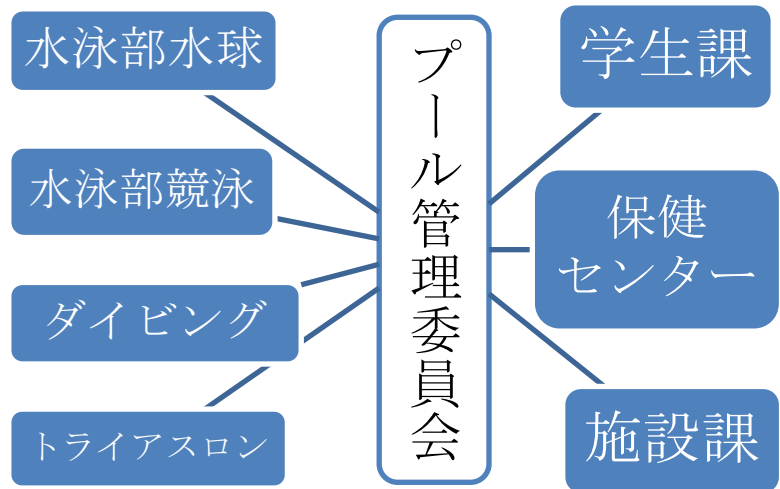 水泳部水球
水泳部競泳
ダイビング
トライアスロン
プール管理委員会
学生課
保健
センター
施設課